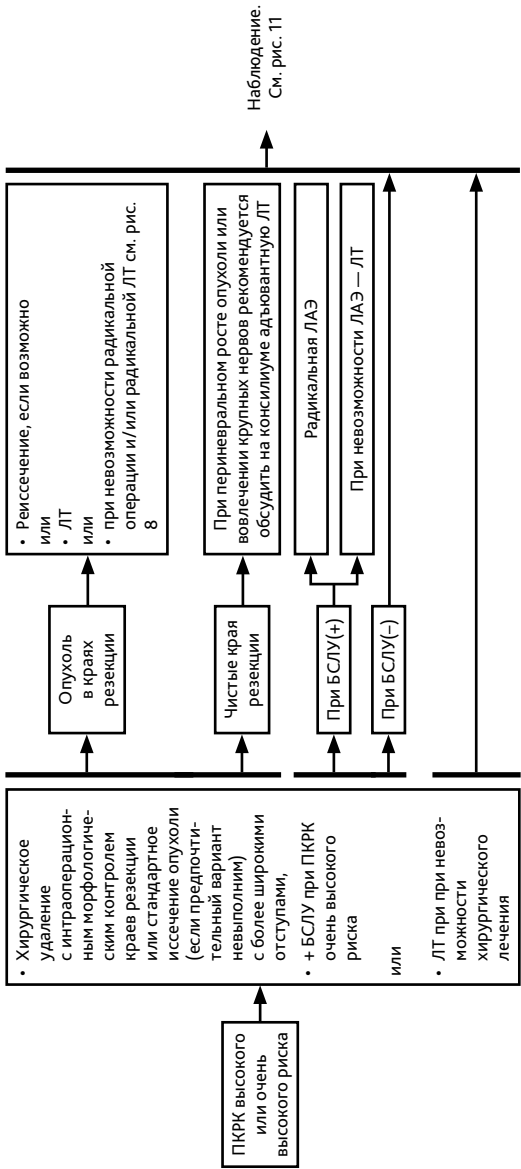 ПКРК высокого
или очень
высокого риска
• Хирургическое
удаление
с интраоперацион-
ным морфологиче-
ским контролем
краев резекции
или стандартное
иссечение опухоли
(если предпочти-
тельный вариант
невыполним)
с более широкими
отступами,
• + БСЛУ при ПКРК
очень высокого
риска
или
• ЛТ при при невоз-
можности
хирургического
лечения
Опухоль
в краях
резекции
• Реиссечение, если возможно
или
• ЛТ
или
• при невозможности радикальной
операции и/или радикальной ЛТ см. рис.
8
Чистые края
резекции
При периневральном росте опухоли или
вовлечении крупных нервов рекомендуется
обсудить на консилиуме адъювантную ЛТ
При БСЛУ(+)
Радикальная ЛАЭ
При невозможности ЛАЭ — ЛТ
При БСЛУ(–)
Наблюдение.
См. рис. 11